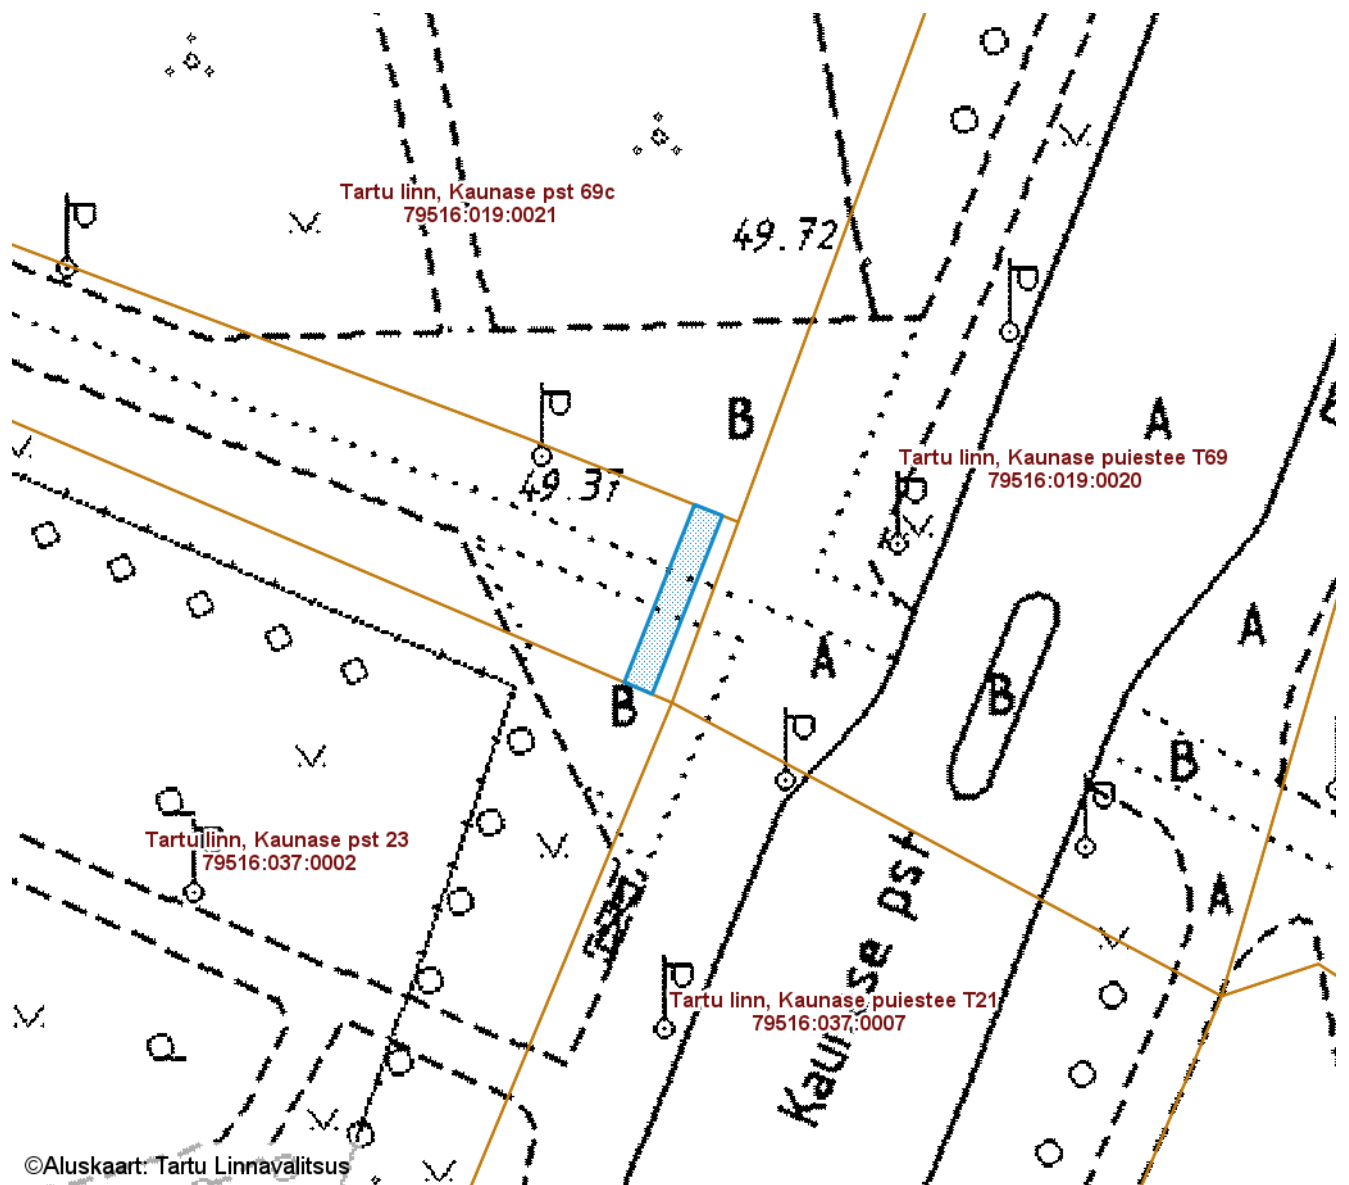 Tartu linn, Kaunase pst 69c
79516:019:0021
49.72
B
A
Tartu linn, Kaunase puiestee T69
79516:019:0020
49.37
A
A
B
B
B
Tartu linn, Kaunase pst 23
79516:037:0002
A
Kaunase pst
Tartu linn, Kaunase puiestee T21
79516:037:0007
©Aluskaart: Tartu Linnavalitsus